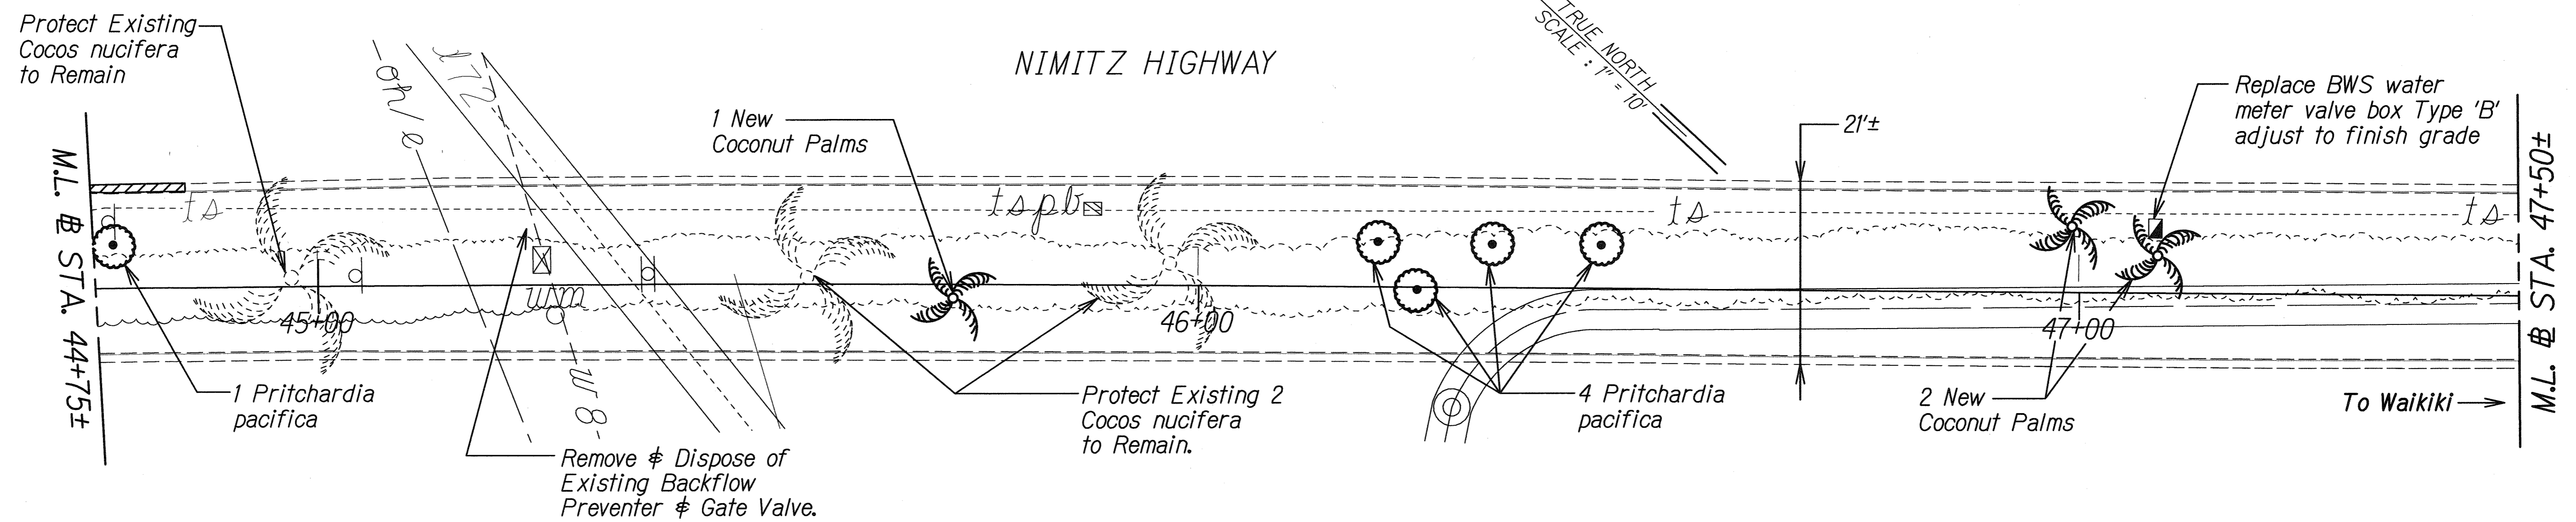 Protect Existing
Cocos nucifera
to Remain
NIMITZ HIGHWAY
TRUE NORTH
SCALE : 1" = 10'
1 New
Coconut Palms
21'±
Replace BWS water
meter valve box Type 'B'
adjust to finish grade
M.L. ⅊ STA. 44+75±
M.L. ⅊ STA. 47+50±
oh/e
ts
tspb
ts
ts
wm
w8
45+00
46+00
47+00
1 Pritchardia
pacifica
Remove & Dispose of
Existing Backflow
Preventer & Gate Valve.
Protect Existing 2
Cocos nucifera
to Remain.
4 Pritchardia
pacifica
2 New
Coconut Palms
To Waikiki